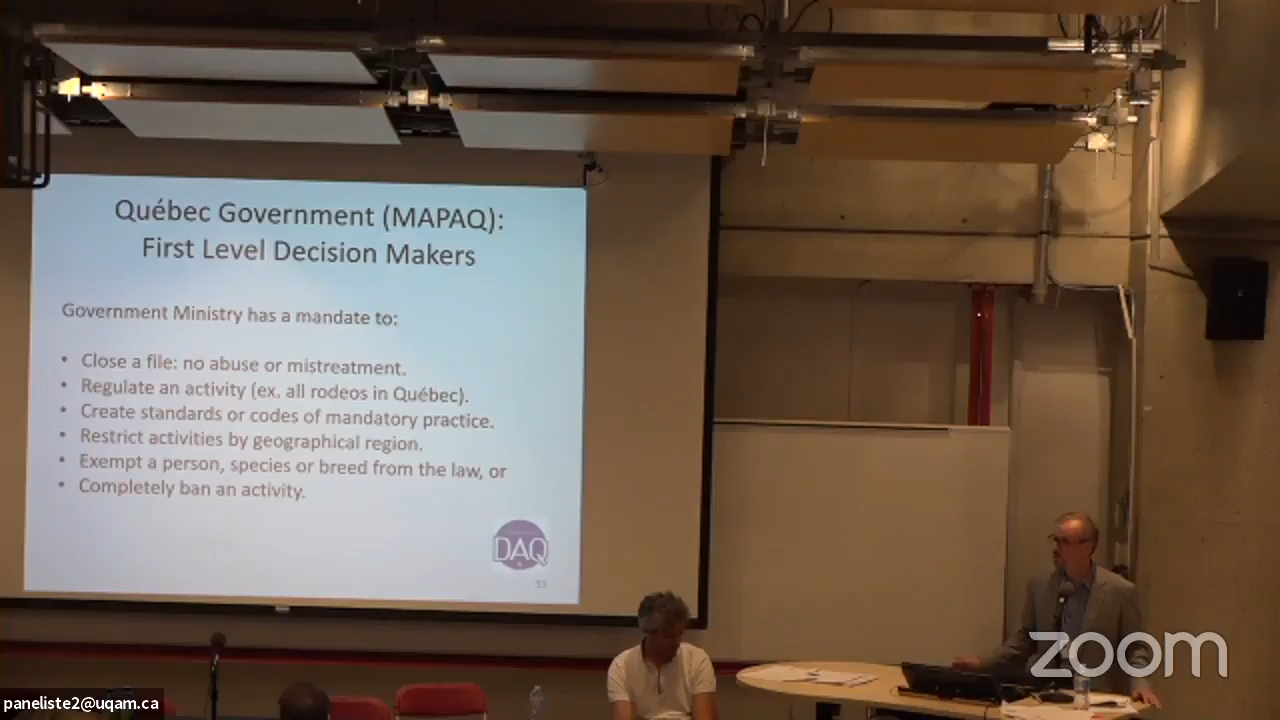 Québec Government (MAPAQ):
First Level Decision Makers
Government Ministry has a mandate to:
• Close a file: no abuse or mistreatment.
• Regulate an activity (ex. all rodeos in Québec).
• Create standards or codes of mandatory practice.
• Restrict activities by geographical region.
• Exempt a person, species or breed from the law, or
• Completely ban an activity.
DAQ
33
zoom
paneliste2@uqam.ca